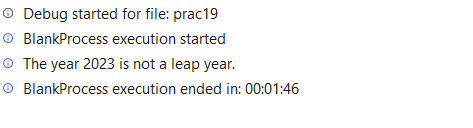 Debug started for file: prac19
BlankProcess execution started
The year 2023 is not a leap year.
BlankProcess execution ended in: 00:01:46